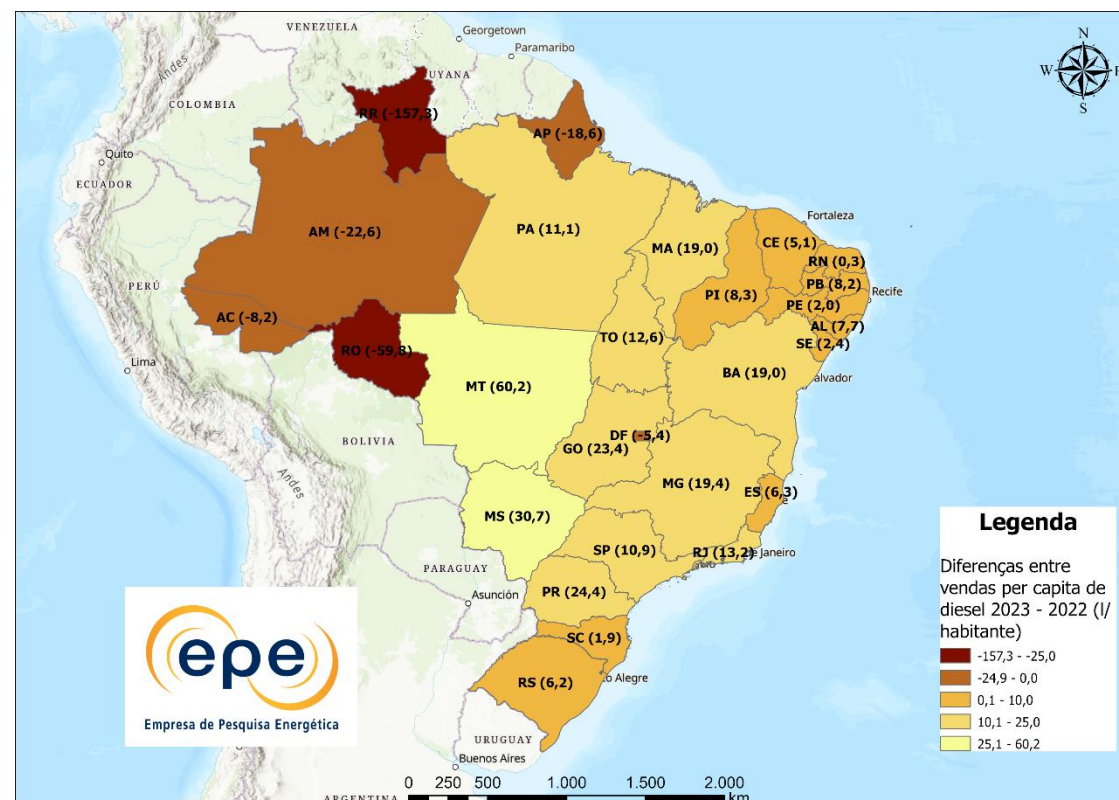 VENEZUELA
Georgetown
Paramaribo
UYANA
COLOMBIA
Andes
Quito
ECUADOR
PERÚ
Lima
BOLIVIA
Andes
PARAGUAY
Asunción
URUGUAY
Buenos Aires
ARGENTINA
N
W
S
RR (-157,3)
AP (-18,6)
AM (-22,6)
PA (11,1)
MA (19,0)
Fortaleza
CE (5,1)
RN (0,3)
PB (8,2)
Recife
PI (8,3)
PE (2,0)
AC (-8,2)
AL (7,7)
SE (2,4)
RO (-59,8)
TO (12,6)
BA (19,0)
alvador
MT (60,2)
DF (-5,4)
GO (23,4)
MG (19,4)
ES (6,3)
MS (30,7)
SP (10,9)
RJ (13,2)
e Janeiro
PR (24,4)
SC (1,9)
RS (6,2)
o Alegre
epe
Empresa de Pesquisa Energética
Legenda
Diferenças entre
vendas per capita de
diesel 2023 - 2022 (l/
habitante)
-157,3 - -25,0
-24,9 - 0,0
0,1 - 10,0
10,1 - 25,0
25,1 - 60,2
0 250 500 1.000 1.500 2.000
km